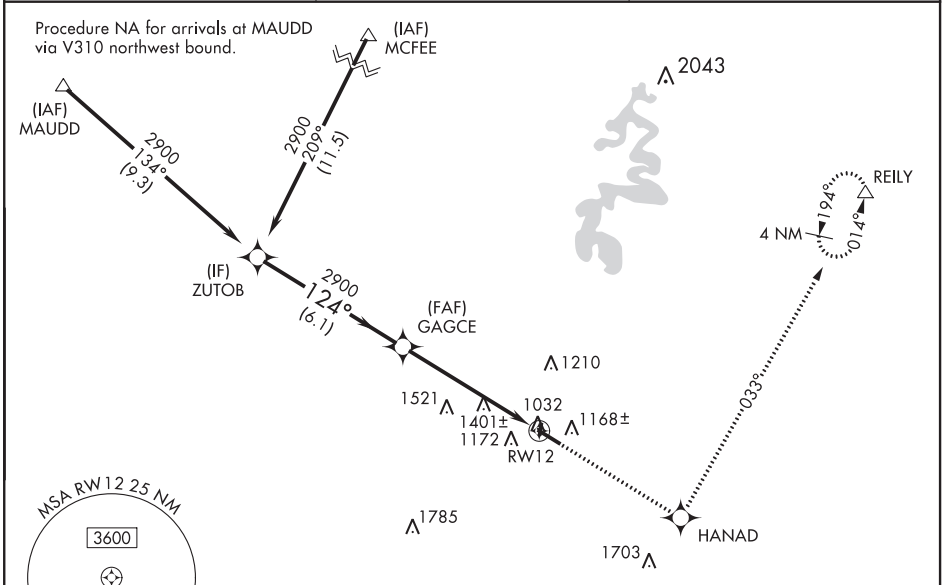 Procedure NA for arrivals at MAUDD
via V310 northwest bound.
(IAF)
MCFEE
2043
(IAF)
MAUDD
2900
134°
(9.3)
2900
209°
(11.5)
REILY
194°
014°
4 NM
(IF)
ZUTOB
2900
124°
(6.1)
(FAF)
GAGCE
1210
1521
1401±
1032
1168±
1172
RW12
033°
HANAD
1785
1703
MSA RW12 25 NM
3600